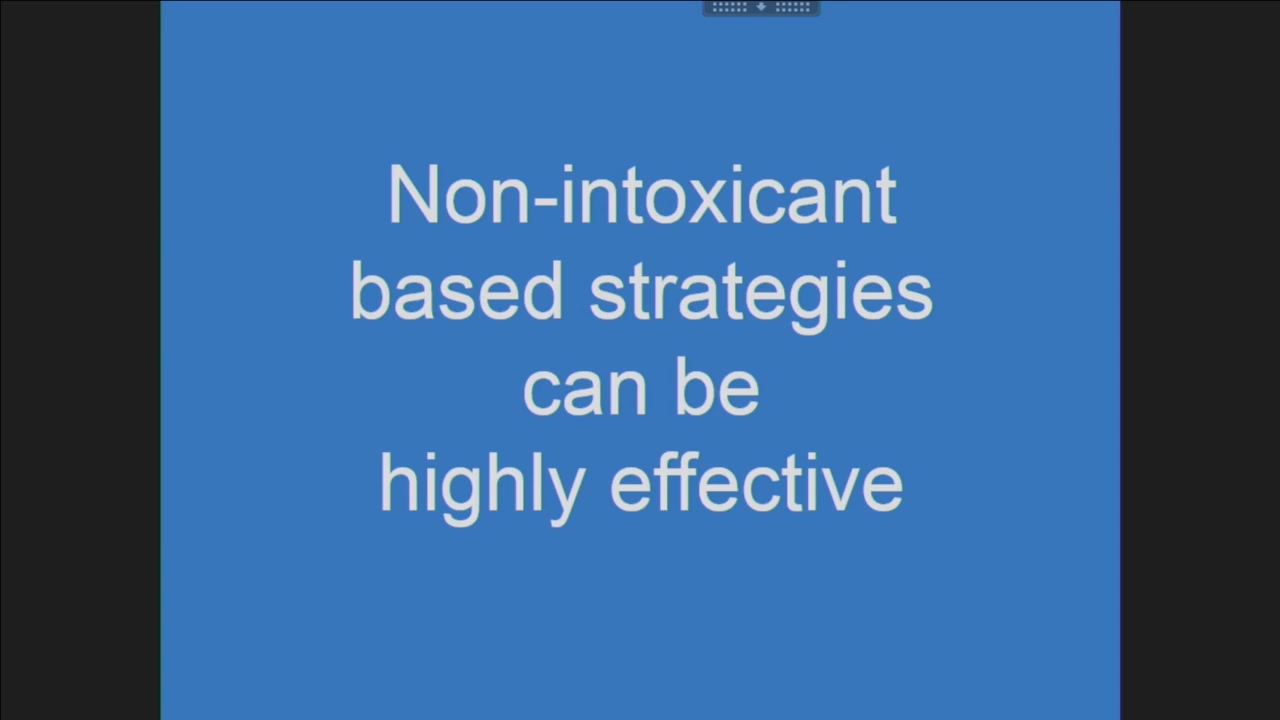 Non-intoxicant
based strategies
can be
highly effective